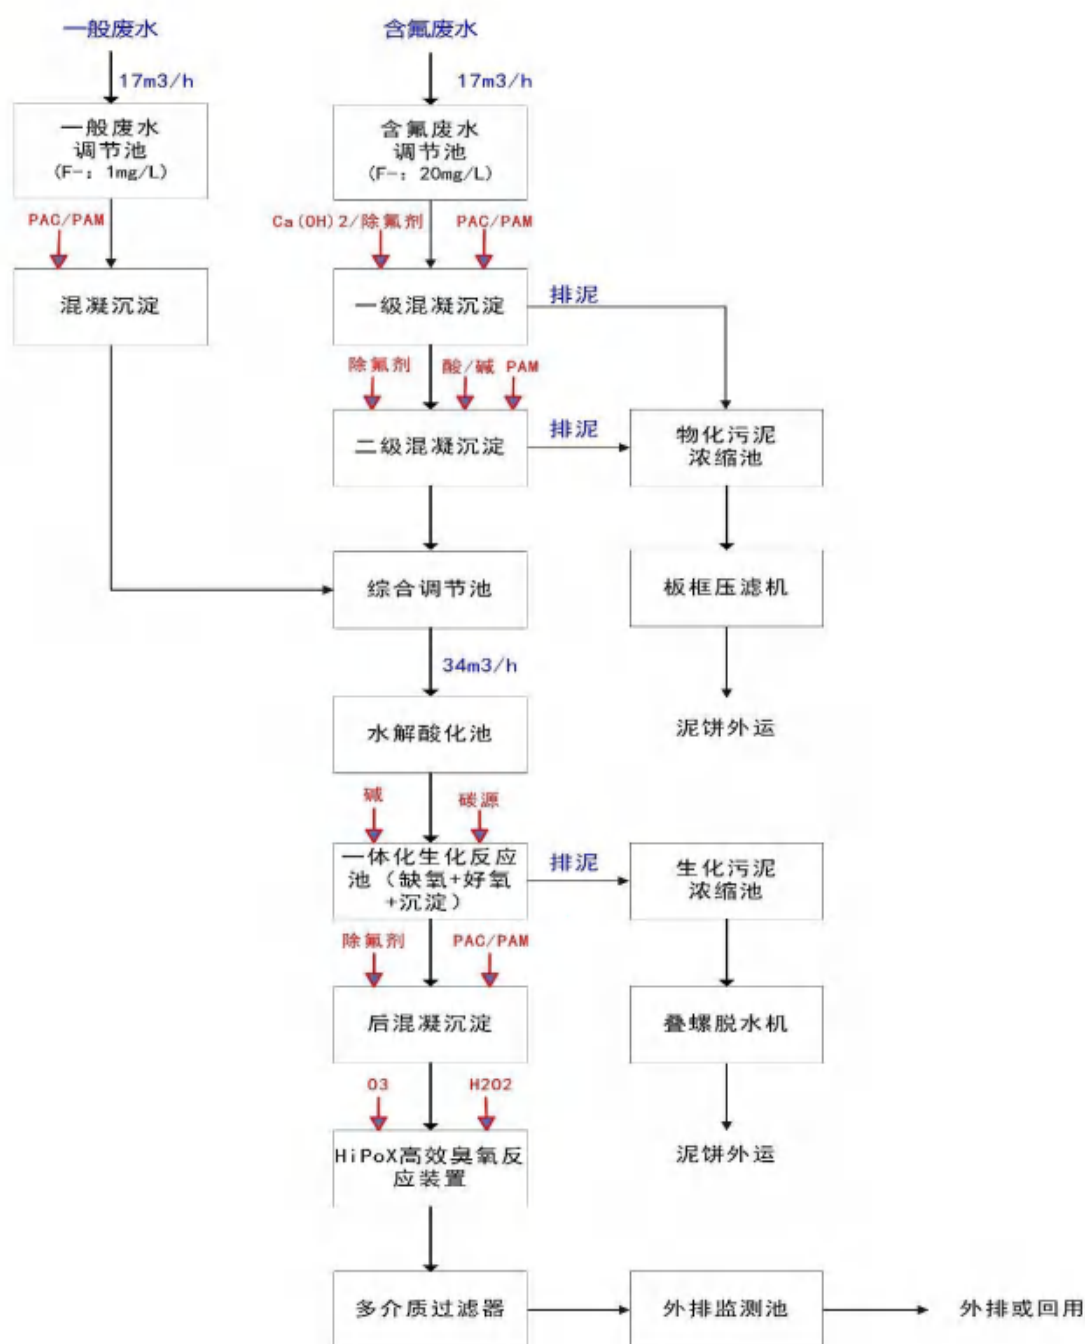 一般废水
含氟废水
17m3/h
17m3/h
一般废水
调节池
(F-: 1mg/L)
含氟废水
调节池
(F-: 20mg/L)
PAC/PAM
Ca(OH)2/除氟剂
PAC/PAM
混凝沉淀
一级混凝沉淀
排泥
除氟剂
酸/碱
PAM
二级混凝沉淀
排泥
物化污泥
浓缩池
综合调节池
板框压滤机
34m3/h
水解酸化池
泥饼外运
碱
碳源
一体化生化反应
池（缺氧+好氧
+沉淀）
排泥
生化污泥
浓缩池
除氟剂
PAC/PAM
后混凝沉淀
叠螺脱水机
O3
H2O2
HiPoX高效臭氧反
应装置
泥饼外运
多介质过滤器
外排监测池
外排或回用